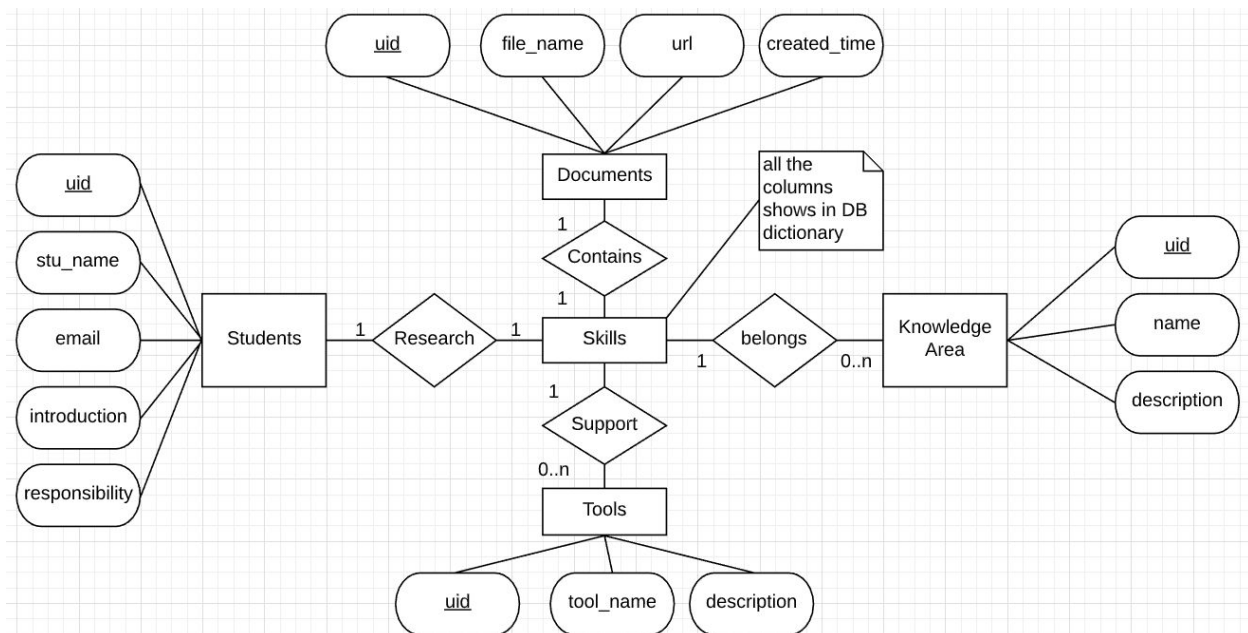 uid
file_name
url
created_time
Documents
all the
columns
shows in DB
dictionary
1
Contains
1
uid
stu_name
email
introduction
responsibility
Students
1
Research
1
Skills
1
belongs
0..n
Knowledge
Area
uid
name
description
1
Support
0..n
Tools
uid
tool_name
description